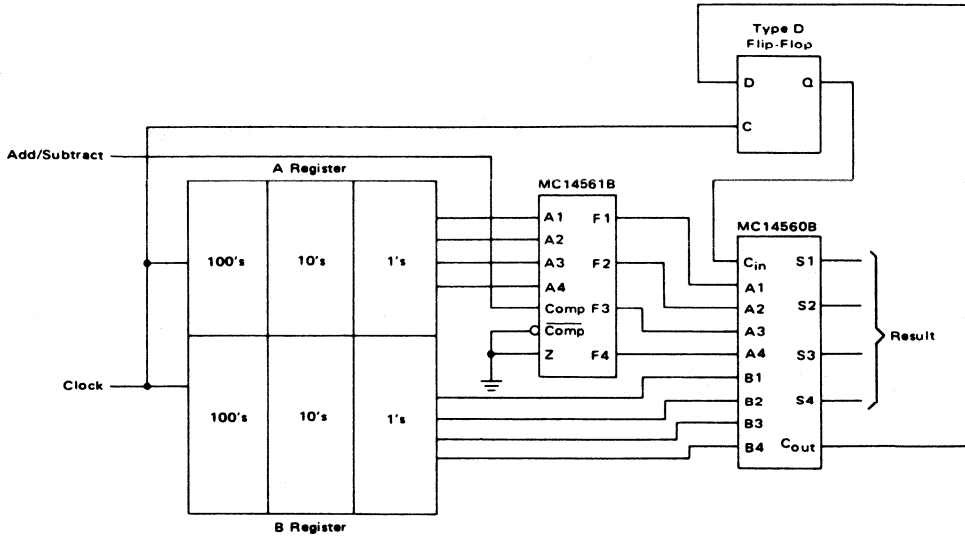 Type D
Flip-Flop
D Q
C
Add/Subtract
A Register
MC14561B
A1 F1
A2
A3 F2
A4
Comp F3
Comp
Z F4
100's 10's 1's
MC14560B
Cin S1
A1
A2 S2
A3
A4 S3
B1
B2 S4
B3
B4 Cout
Result
Clock
100's 10's 1's
B Register